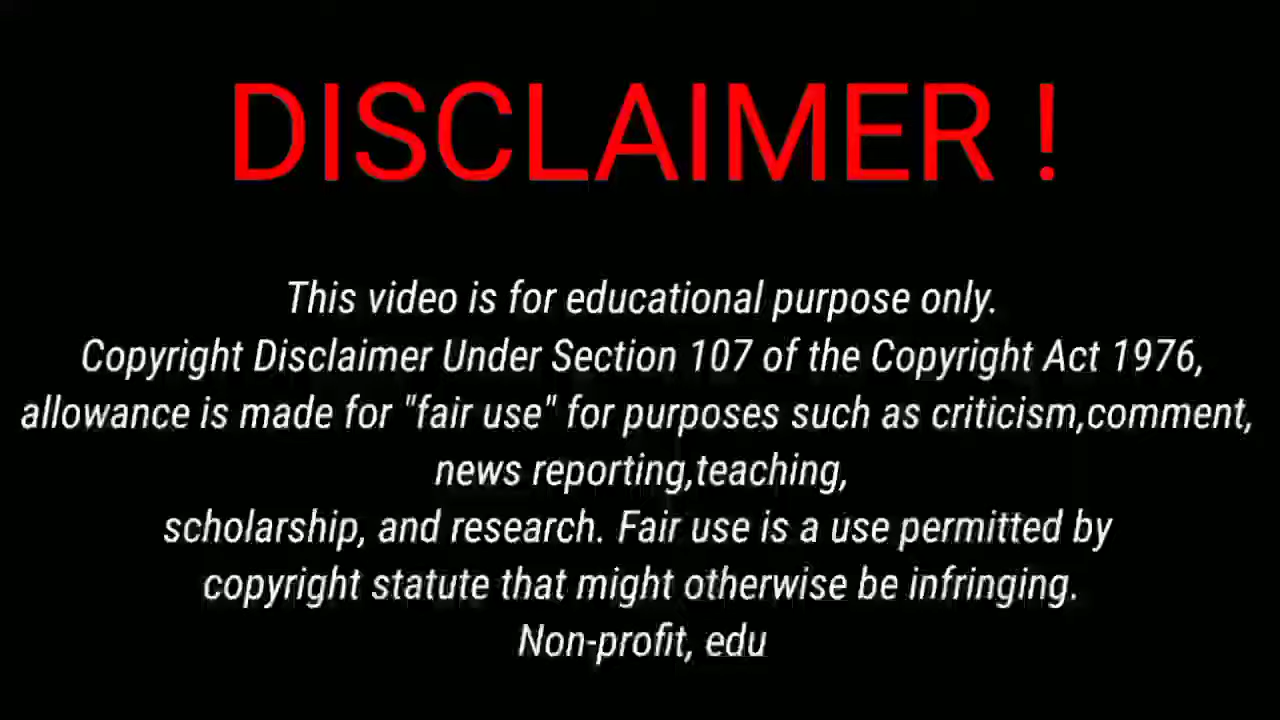 DISCLAIMER !
This video is for educational purpose only.
Copyright Disclaimer Under Section 107 of the Copyright Act 1976,
allowance is made for "fair use" for purposes such as criticism,comment,
news reporting,teaching,
scholarship, and research. Fair use is a use permitted by
copyright statute that might otherwise be infringing.
Non-profit, edu